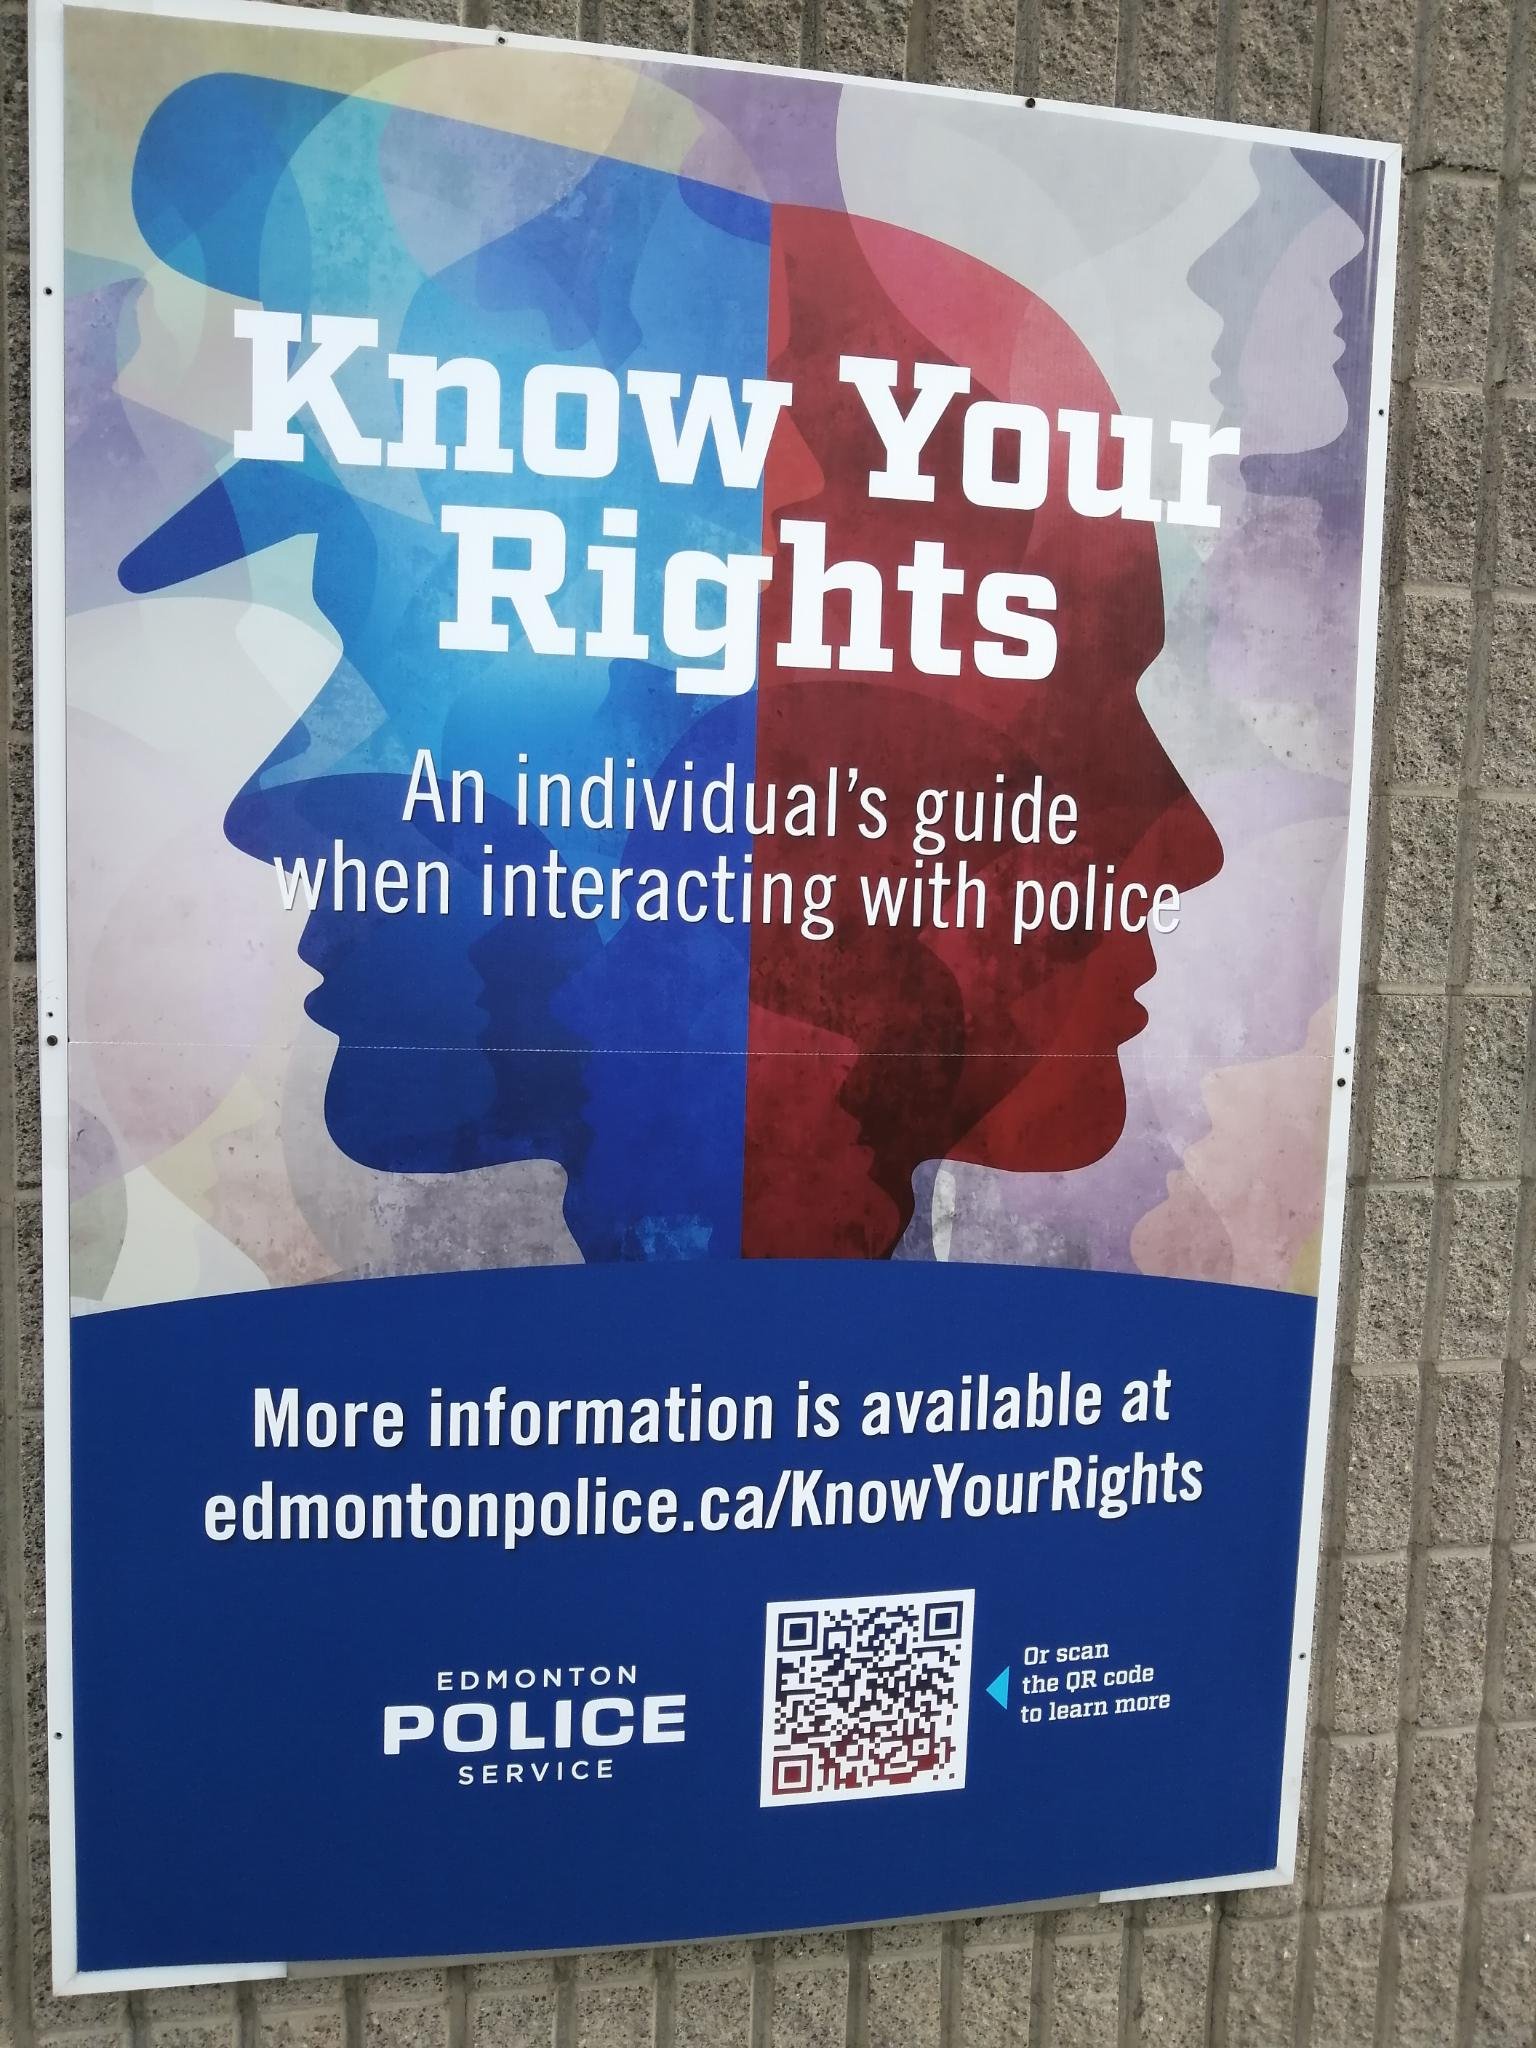 Know Your
Rights
An individual's guide
when interacting with police
More information is available at
edmontonpolice.ca/KnowYourRights
EDMONTON
POLICE
SERVICE
Or scan
the QR code
to learn more